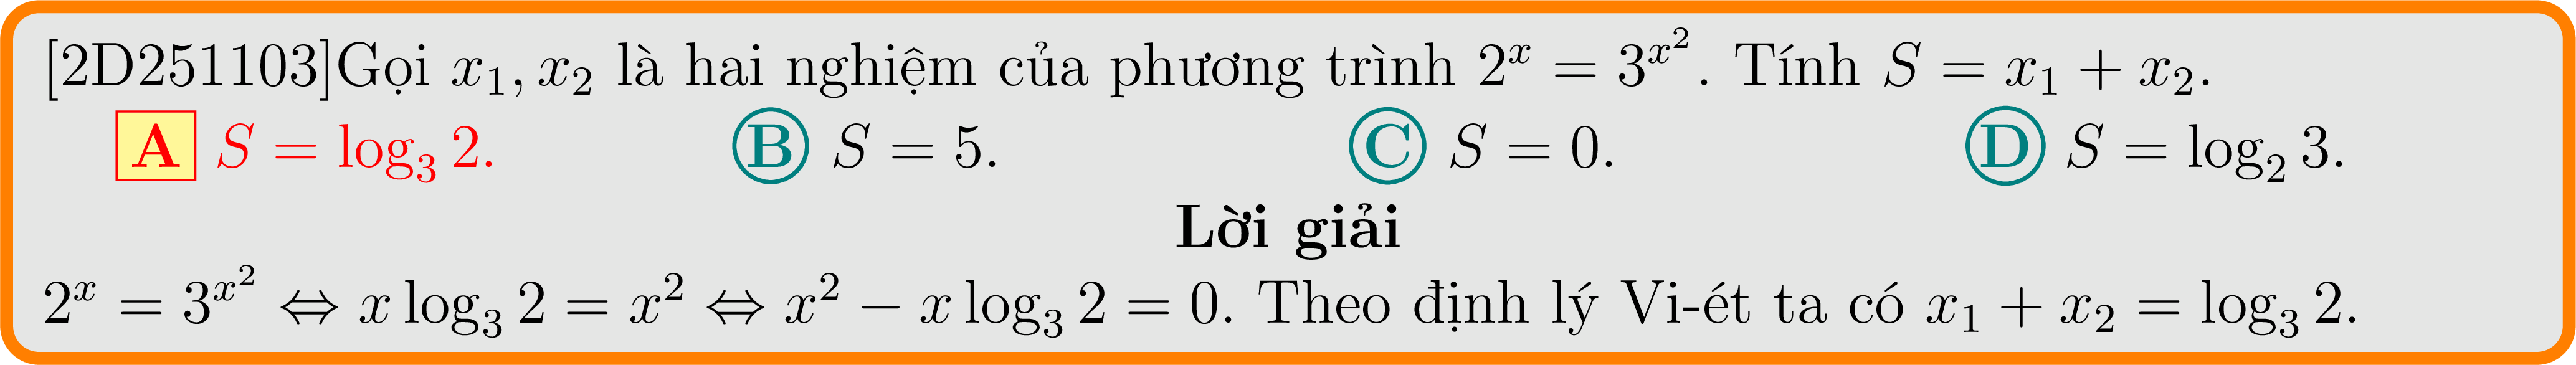 [2D251103]Gọi x₁, x₂ là hai nghiệm của phương trình 2ˣ = 3^{x²}. Tính S = x₁ + x₂.
A S = log₃ 2. B S = 5. C S = 0. D S = log₂ 3.
Lời giải
2ˣ = 3^{x²} ⇔ x log₃ 2 = x² ⇔ x² − x log₃ 2 = 0. Theo định lý Vi-ét ta có x₁ + x₂ = log₃ 2.